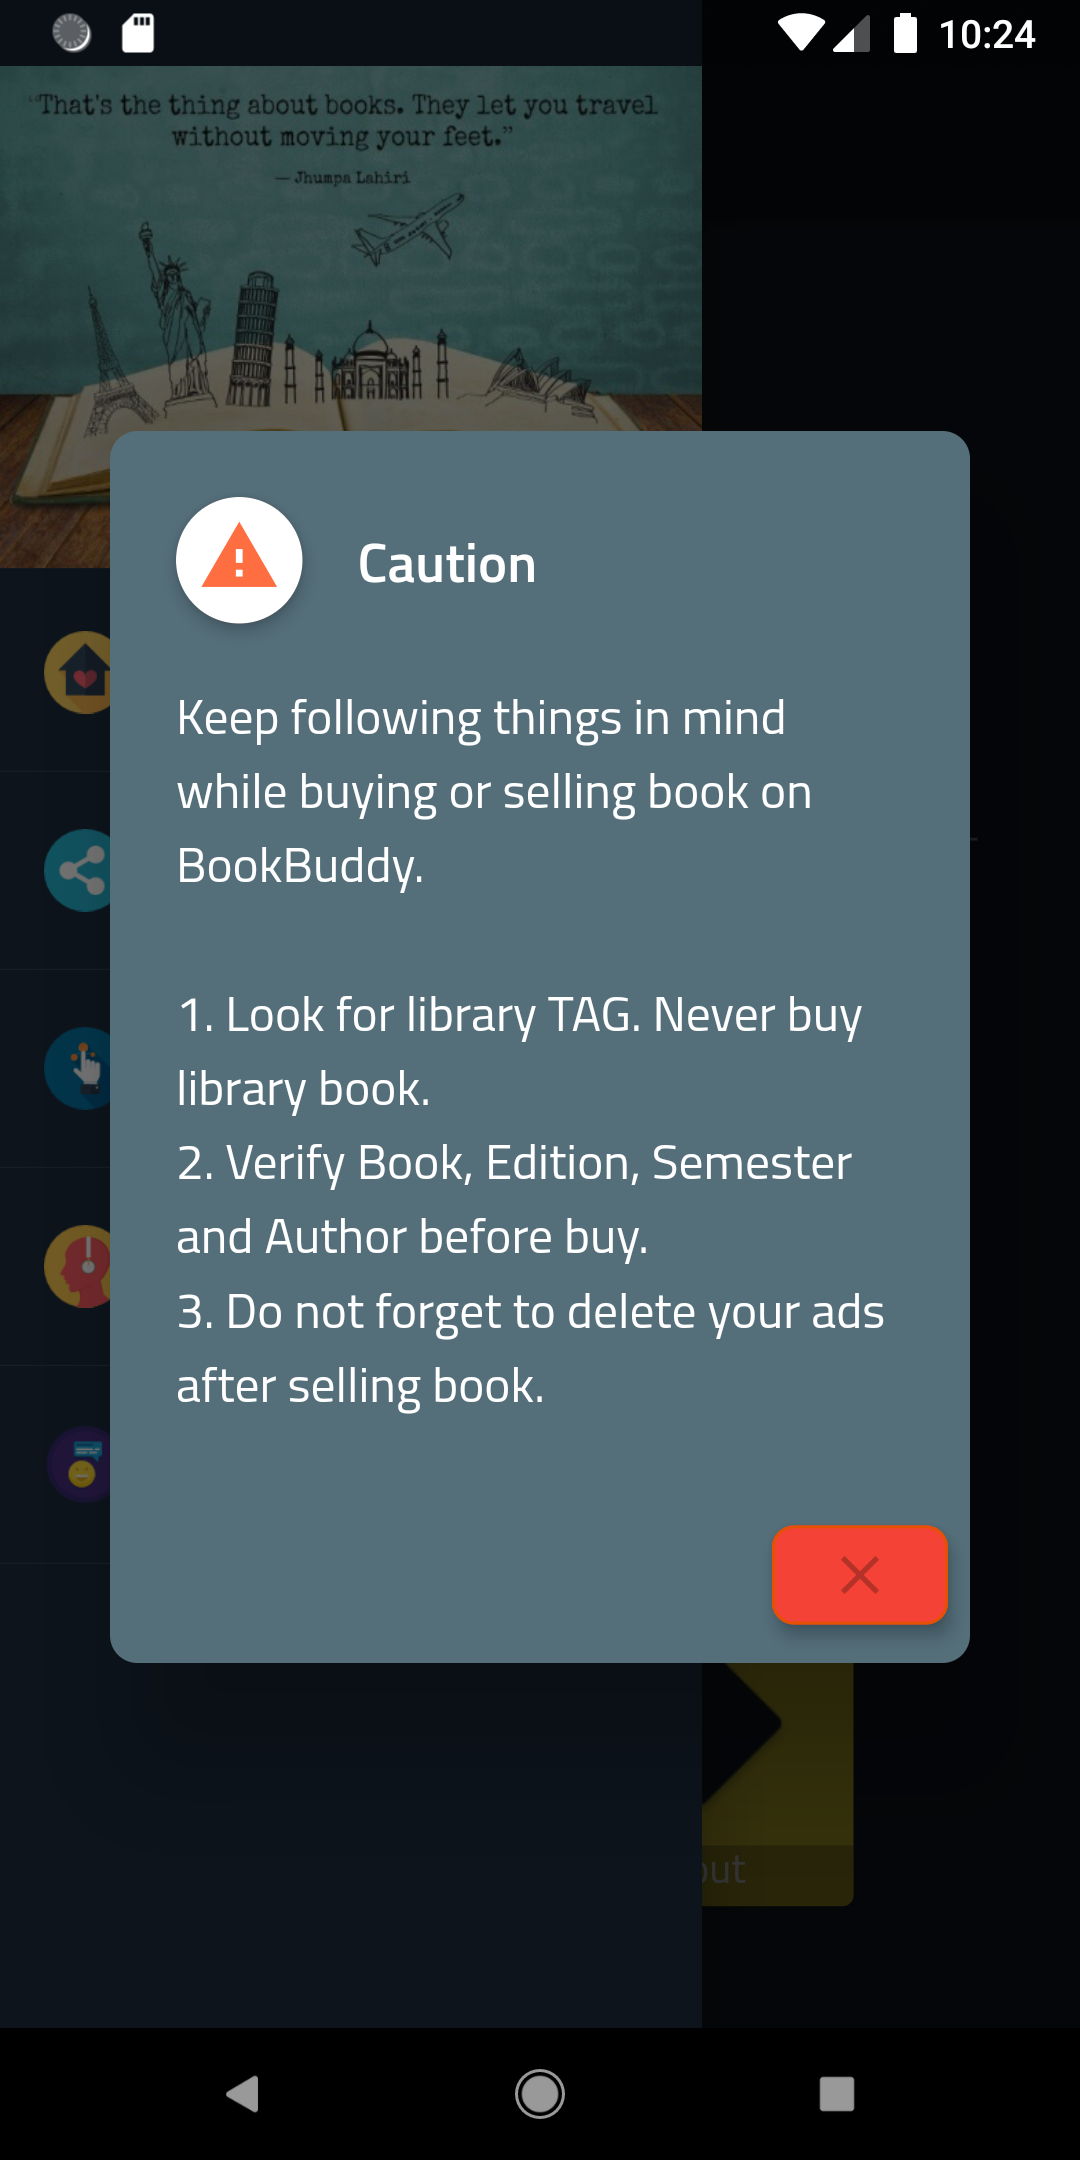 10:24
“That's the thing about books. They let you travel
without moving your feet.”
— Jhumpa Lahiri
Caution
Keep following things in mind
while buying or selling book on
BookBuddy.
1. Look for library TAG. Never buy
library book.
2. Verify Book, Edition, Semester
and Author before buy.
3. Do not forget to delete your ads
after selling book.
out